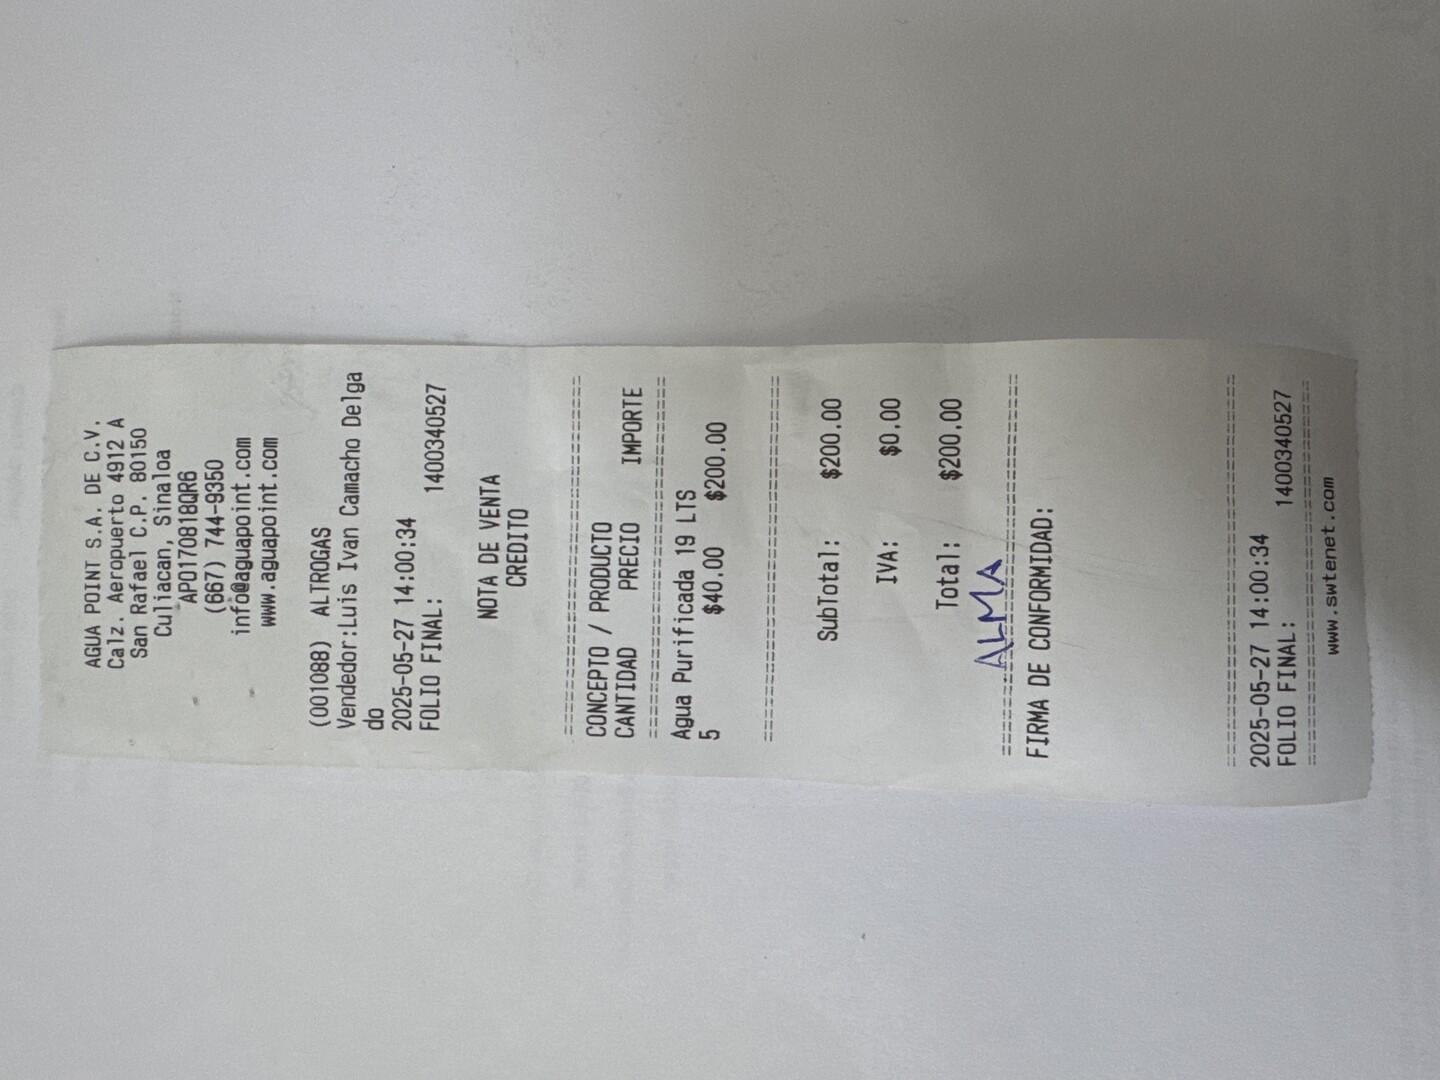 AGUA POINT S.A. DE C.V.
Calz. Aeropuerto 4912 A
San Rafael C.P. 80150
Culiacan, Sinaloa
APO170818QR6
(667) 744-9350
info@aguapoint.com
www.aguapoint.com
(001088) ALTROGAS
Vendedor:Luis Ivan Camacho Delga
do
2025-05-27 14:00:34
FOLIO FINAL: 1400340527
NOTA DE VENTA
CREDITO
================================
CONCEPTO / PRODUCTO
CANTIDAD PRECIO IMPORTE
================================
Agua Purificada 19 LTS
5 $40.00 $200.00
================================
SubTotal: $200.00
IVA: $0.00
Total: $200.00
ALMA
================================
FIRMA DE CONFORMIDAD:
================================
2025-05-27 14:00:34
FOLIO FINAL: 1400340527
================================
www.swtenet.com